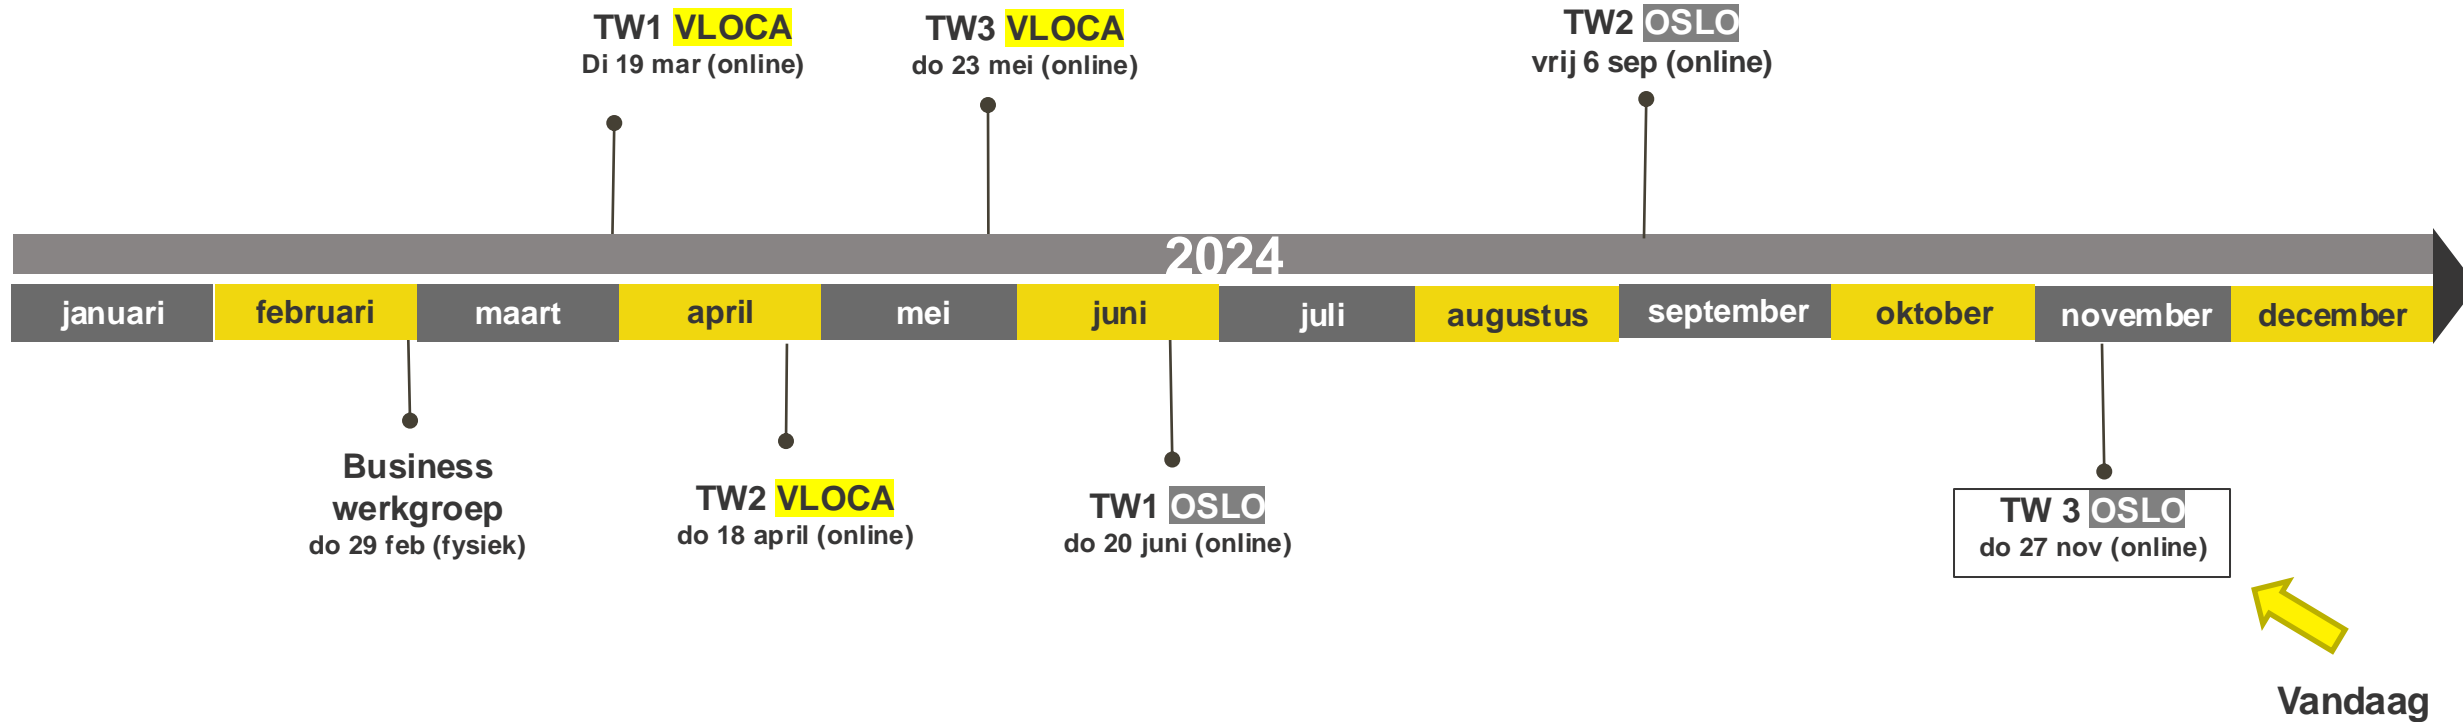 TW1 VLOCA
Di 19 mar (online)
TW3 VLOCA
do 23 mei (online)
TW2 OSLO
vrij 6 sep (online)
2024
januari
februari
maart
april
mei
juni
juli
augustus
september
oktober
november
december
Business
werkgroep
do 29 feb (fysiek)
TW2 VLOCA
do 18 april (online)
TW1 OSLO
do 20 juni (online)
TW 3 OSLO
do 27 nov (online)
Vandaag